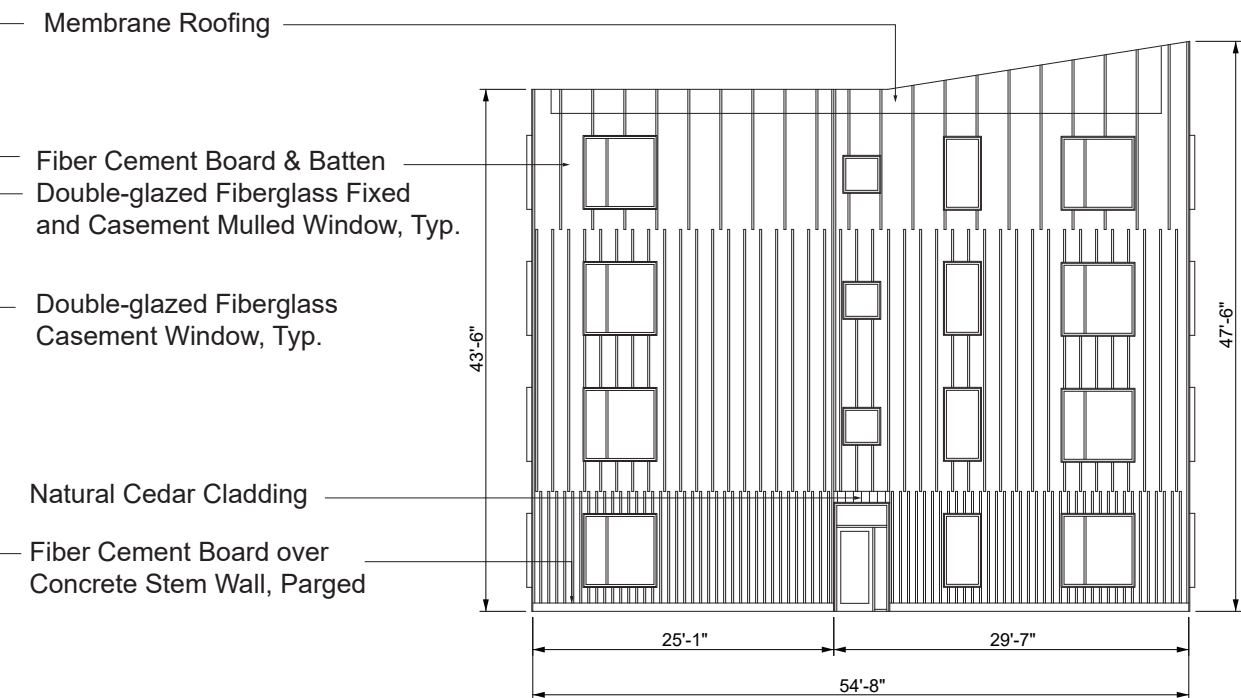 Membrane Roofing
Fiber Cement Board & Batten
Double-glazed Fiberglass Fixed
and Casement Mulled Window, Typ.
Double-glazed Fiberglass
Casement Window, Typ.
Natural Cedar Cladding
Fiber Cement Board over
Concrete Stem Wall, Parged
43'-6"
47'-6"
25'-1"
29'-7"
54'-8"